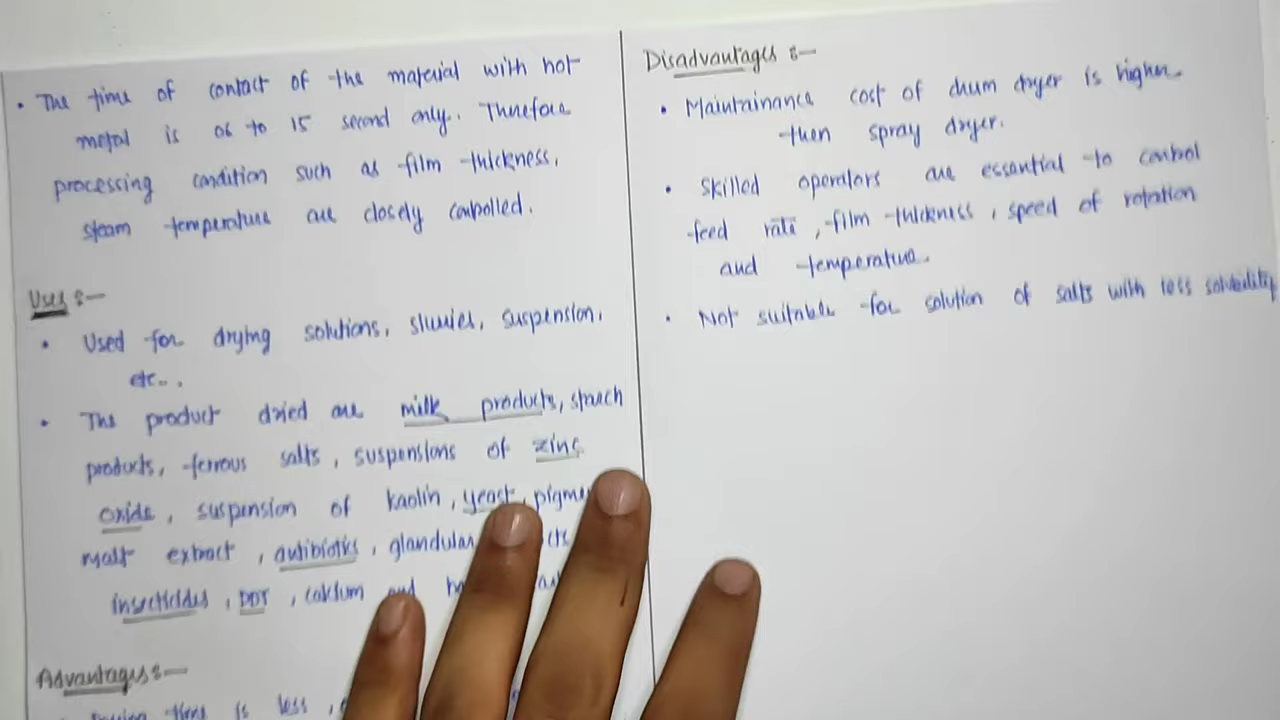 • The time of contact of the material with hot
metal is 06 to 15 second only. Therefore
processing condition such as film thickness,
steam temperature are closely controlled.
Uses :-
• Used for drying solutions, slurries, suspension,
etc..
• The product dried are milk products, starch
products, ferrous salts, suspensions of zinc
oxide, suspension of kaolin, yeast,
malt extract, antibiotics, glandular
insecticides, DDT, calcium and
Advantages :-
time is less,
Disadvantages :-
• Maintainance cost of drum dryer is higher
then spray dryer.
• Skilled operators are essential to control
feed rate, film thickness, speed of rotation
and temperature.
• Not suitable for solution of salts with less solubility